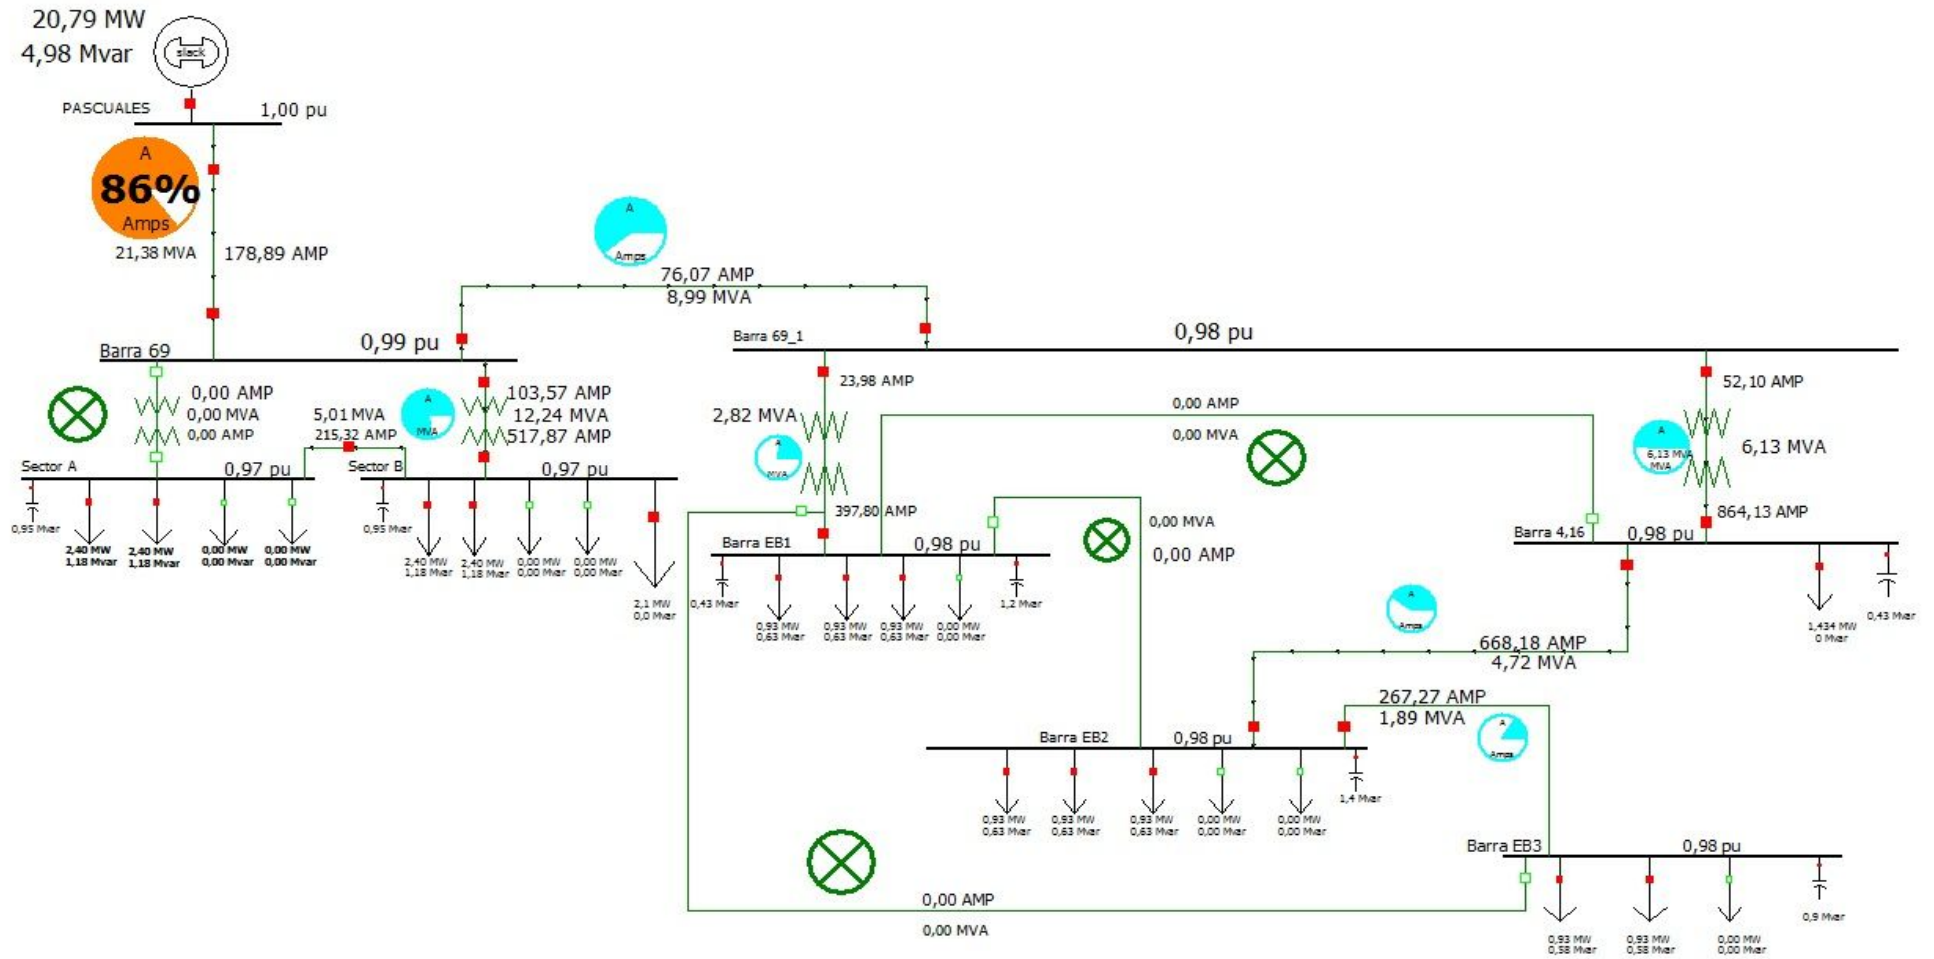 20,79 MW
4,98 Mvar
slack
PASCUALES
1,00 pu
A
86%
Amps
21,38 MVA
178,89 AMP
A
Amps
76,07 AMP
8,99 MVA
Barra 69
0,99 pu
Barra 69_1
0,98 pu
0,00 AMP
0,00 MVA
0,00 AMP
5,01 MVA
215,32 AMP
A
MVA
103,57 AMP
12,24 MVA
517,87 AMP
23,98 AMP
2,82 MVA
A
MVA
397,80 AMP
0,00 AMP
0,00 MVA
52,10 AMP
A
6,13 MVA
MVA
6,13 MVA
864,13 AMP
Sector A
0,97 pu
Sector B
0,97 pu
0,95 Mvar
2,40 MW
1,18 Mvar
2,40 MW
1,18 Mvar
0,00 MW
0,00 Mvar
0,00 MW
0,00 Mvar
0,95 Mvar
2,40 MW
1,18 Mvar
2,40 MW
1,18 Mvar
0,00 MW
0,00 Mvar
0,00 MW
0,00 Mvar
2,1 MW
0,0 Mvar
Barra EB1
0,98 pu
0,00 MVA
0,00 AMP
Barra 4,16
0,98 pu
0,43 Mvar
0,93 MW
0,63 Mvar
0,93 MW
0,63 Mvar
0,93 MW
0,63 Mvar
0,00 MW
0,00 Mvar
1,2 Mvar
A
Amps
1,434 MW
0 Mvar
0,43 Mvar
668,18 AMP
4,72 MVA
267,27 AMP
1,89 MVA
A
Amps
Barra EB2
0,98 pu
0,93 MW
0,63 Mvar
0,93 MW
0,63 Mvar
0,93 MW
0,63 Mvar
0,00 MW
0,00 Mvar
0,00 MW
0,00 Mvar
1,4 Mvar
Barra EB3
0,98 pu
0,93 MW
0,58 Mvar
0,93 MW
0,58 Mvar
0,00 MW
0,00 Mvar
0,9 Mvar
0,00 AMP
0,00 MVA